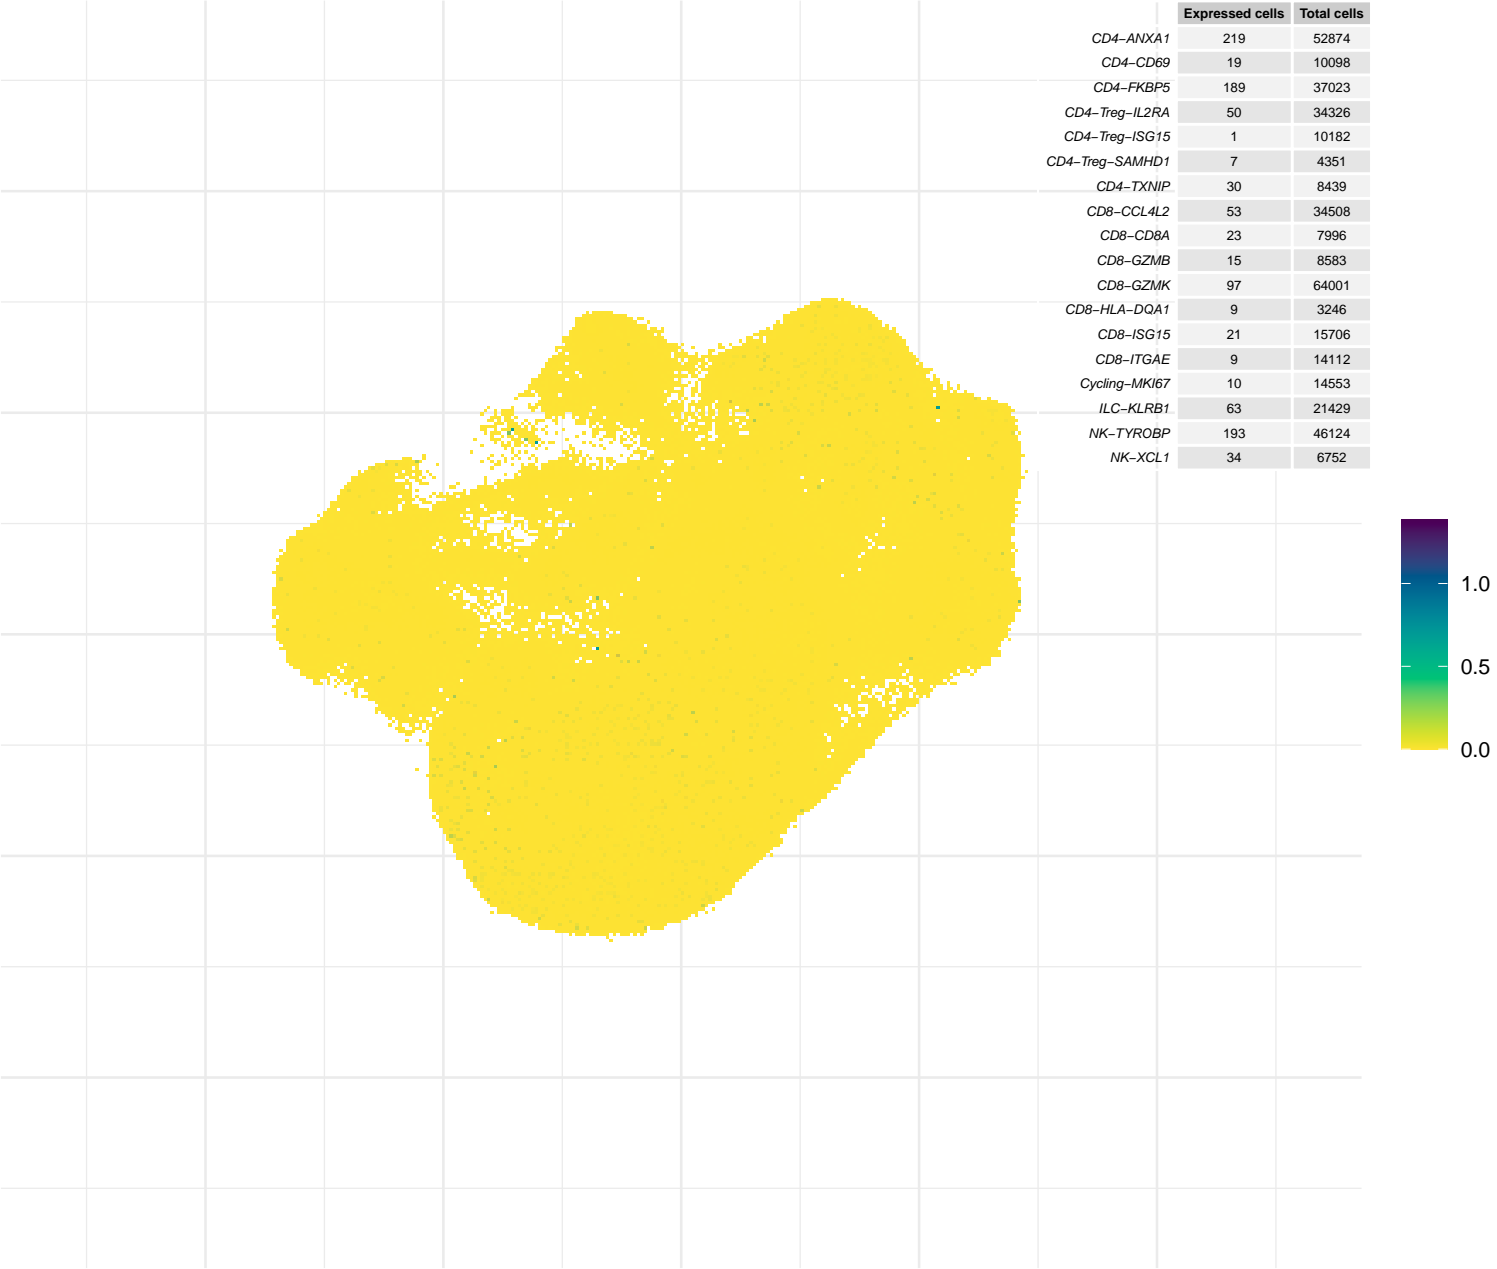 Expressed cells Total cells
CD4−ANXA1 219 52874
CD4−CD69 19 10098
CD4−FKBP5 189 37023
CD4−Treg−IL2RA 50 34326
CD4−Treg−ISG15 1 10182
CD4−Treg−SAMHD1 7 4351
CD4−TXNIP 30 8439
CD8−CCL4L2 53 34508
CD8−CD8A 23 7996
CD8−GZMB 15 8583
CD8−GZMK 97 64001
CD8−HLA−DQA1 9 3246
CD8−ISG15 21 15706
CD8−ITGAE 9 14112
Cycling−MKI67 10 14553
ILC−KLRB1 63 21429
NK−TYROBP 193 46124
NK−XCL1 34 6752
1.0
0.5
0.0